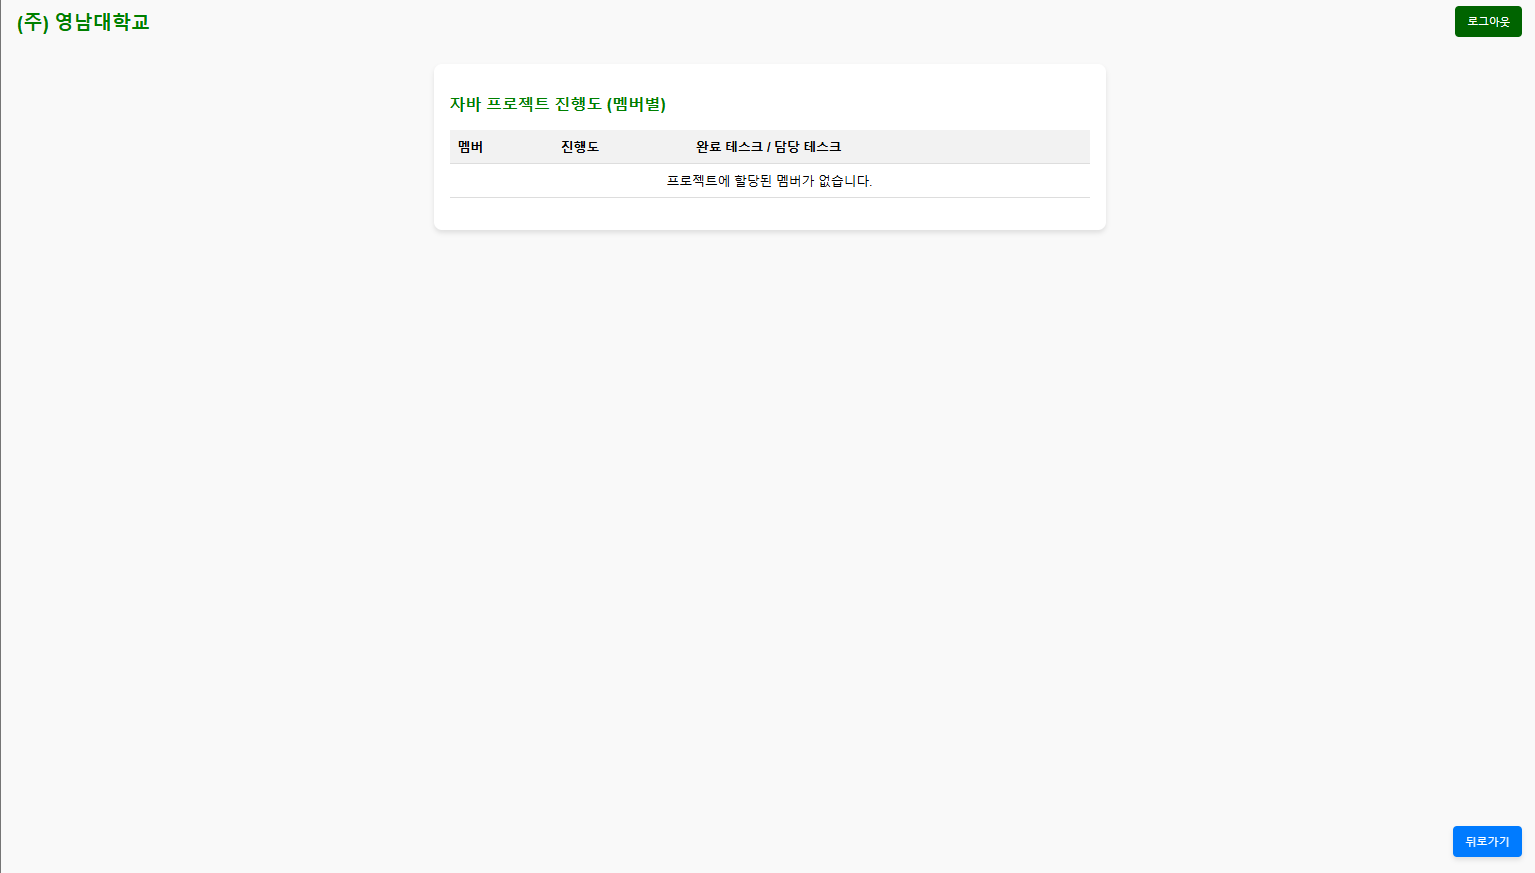 (주) 영남대학교
로그아웃
자바 프로젝트 진행도 (멤버별)
멤버 진행도 완료 테스크 / 담당 테스크
프로젝트에 할당된 멤버가 없습니다.
뒤로가기